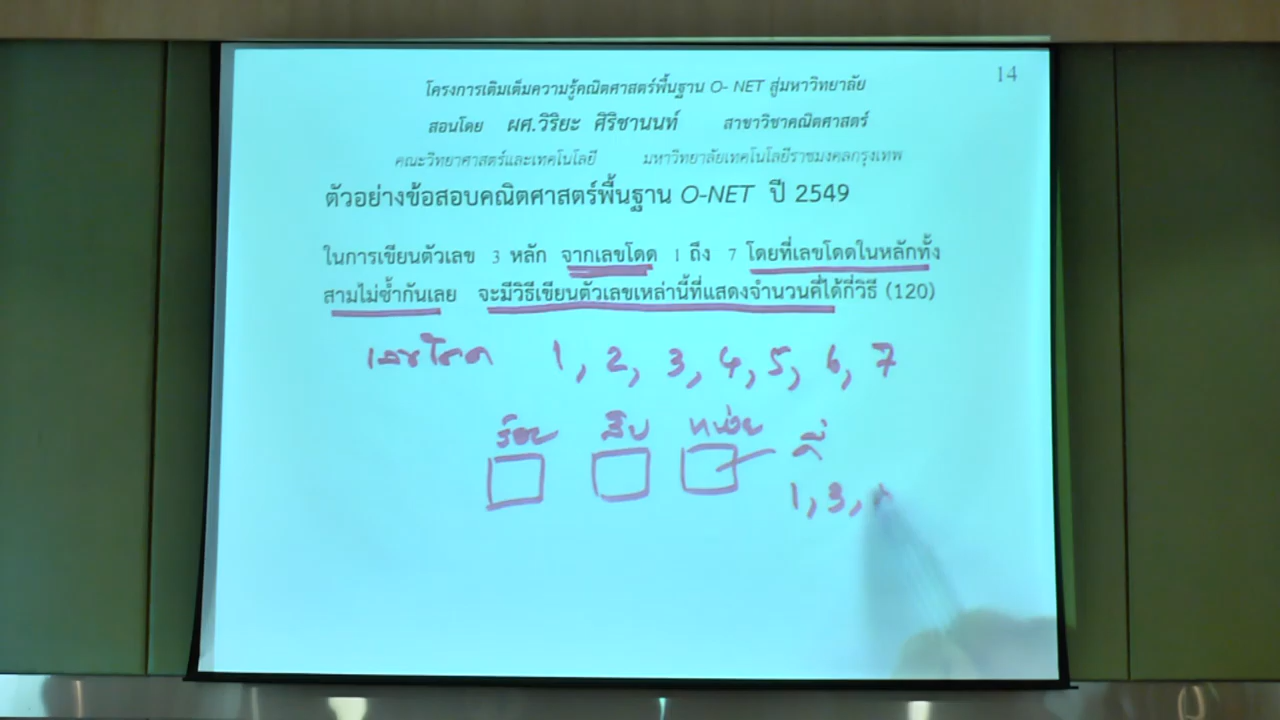 14
โครงการเติมเต็มความรู้คณิตศาสตร์พื้นฐาน O- NET สู่มหาวิทยาลัย
สอนโดย ผศ.วิริยะ ศิริชานนท์ สาขาวิชาคณิตศาสตร์
คณะวิทยาศาสตร์และเทคโนโลยี มหาวิทยาลัยเทคโนโลยีราชมงคลกรุงเทพ
ตัวอย่างข้อสอบคณิตศาสตร์พื้นฐาน O-NET ปี 2549
ในการเขียนตัวเลข 3 หลัก จากเลขโดด 1 ถึง 7 โดยที่เลขโดดในหลักทั้ง
สามไม่ซ้ำกันเลย จะมีวิธีเขียนตัวเลขเหล่านี้ที่แสดงจำนวนคี่ได้กี่วิธี (120)
เลขโดด 1, 2, 3, 4, 5, 6, 7
ร้อย สิบ หน่วย
คี่
1, 3,